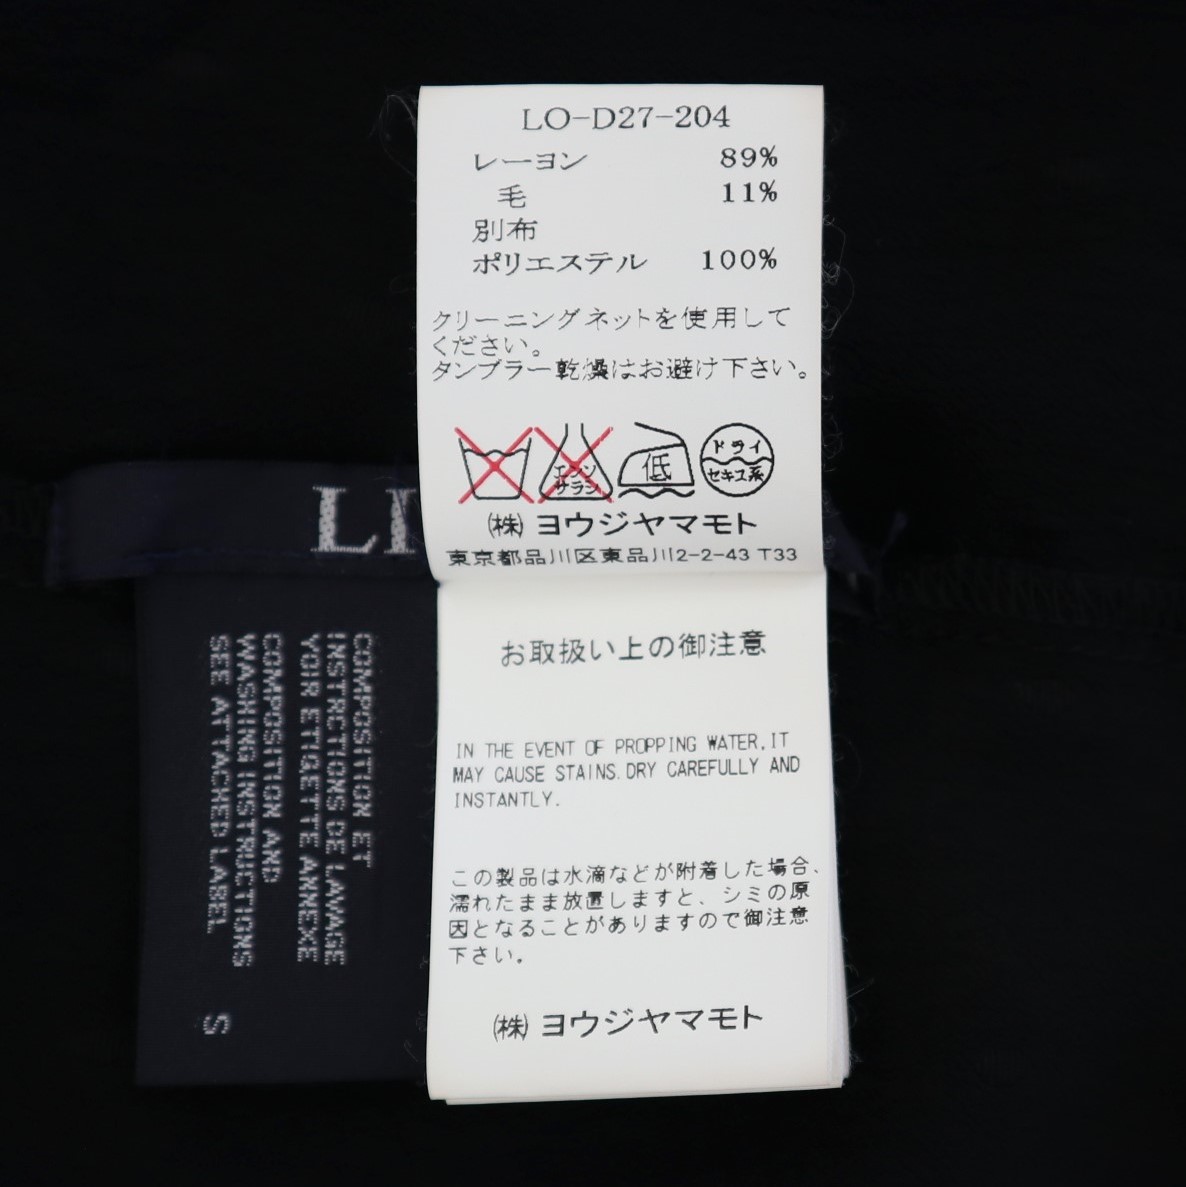 LO-D27-204
レーヨン 89%
毛 11%
別布
ポリエステル 100%
クリーニングネットを使用して
ください。
タンブラー乾燥はお避け下さい。
エンソ
サラシ
低
ドライ
セキユ系
㈱ ヨウジヤマモト
東京都品川区東品川2-2-43 T33
お取扱い上の御注意
IN THE EVENT OF PROPPING WATER, IT
MAY CAUSE STAINS. DRY CAREFULLY AND
INSTANTLY.
この製品は水滴などが附着した場合、
濡れたまま放置しますと、シミの原
因となることがありますので御注意
下さい。
㈱ ヨウジヤマモト
COMPOSITION ET
INSTRCTIONS DE LAVAGE
VOIR ETIGETTE ANNEXE
COMPOSITION AND
WASHING INSTRUCTIONS
SEE ATTACHED LABEL
S